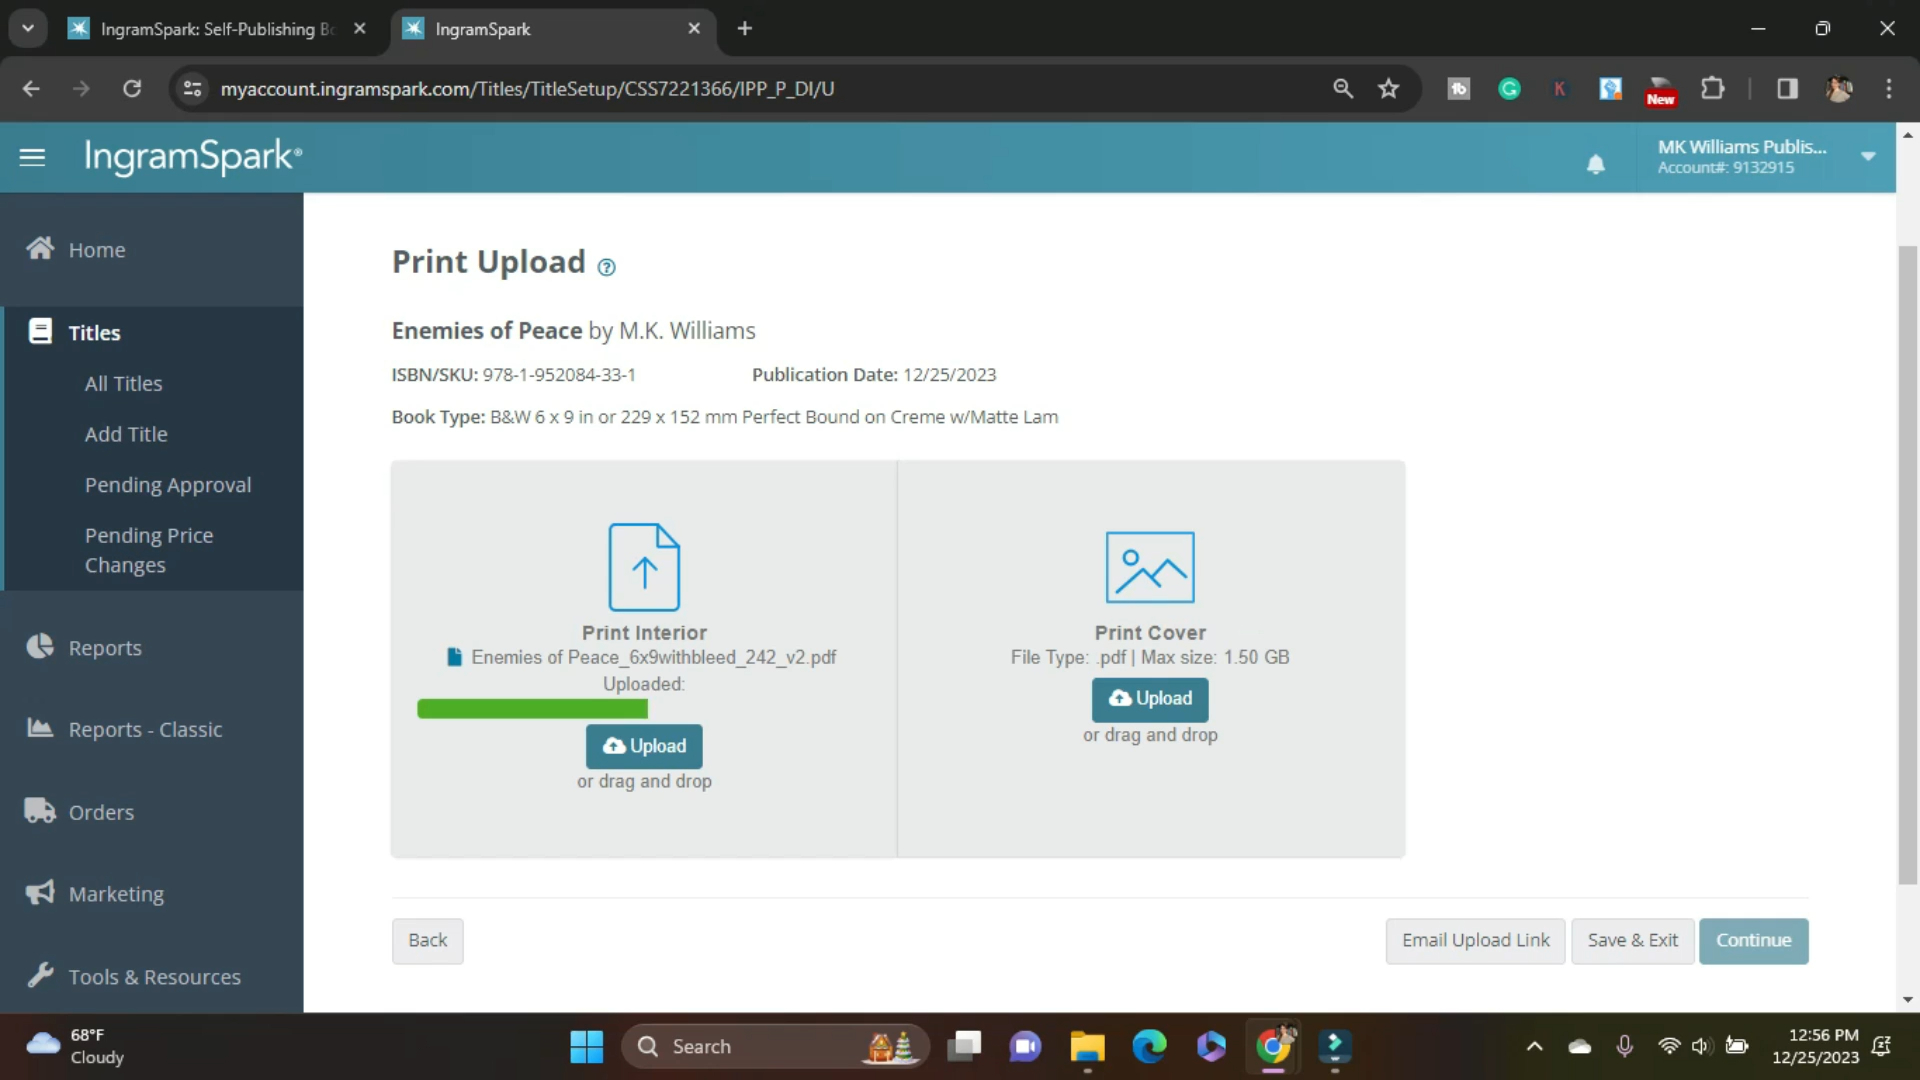 IngramSpark: Self-Publishing Bo
IngramSpark
myaccount.ingramspark.com/Titles/TitleSetup/CSS7221366/IPP_P_DI/U
tb
G
K
New
IngramSpark®
MK Williams Publis...
Account#: 9132915
Home
Titles
All Titles
Add Title
Pending Approval
Pending Price
Changes
Reports
Reports - Classic
Orders
Marketing
Tools & Resources
Print Upload ?
Enemies of Peace by M.K. Williams
ISBN/SKU: 978-1-952084-33-1
Publication Date: 12/25/2023
Book Type: B&W 6 x 9 in or 229 x 152 mm Perfect Bound on Creme w/Matte Lam
Print Interior
Enemies of Peace_6x9withbleed_242_v2.pdf
Uploaded:
Upload
or drag and drop
Print Cover
File Type: .pdf | Max size: 1.50 GB
Upload
or drag and drop
Back
Email Upload Link
Save & Exit
Continue
68°F
Cloudy
Search
12:56 PM
12/25/2023